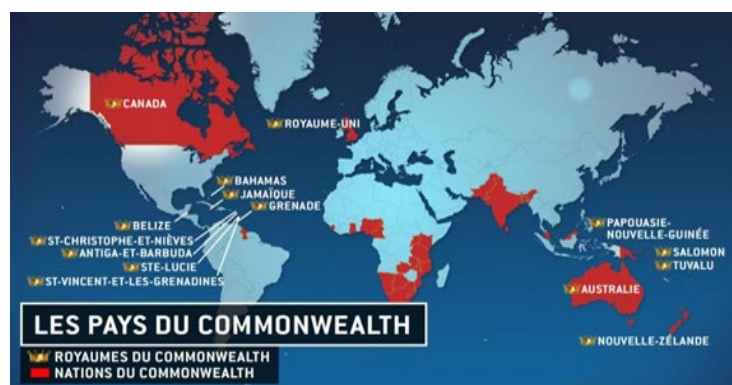 CANADA
ROYAUME-UNI
BAHAMAS
JAMAÏQUE
GRENADE
BELIZE
ST-CHRISTOPHE-ET-NIÈVES
ANTIGA-ET-BARBUDA
STE-LUCIE
ST-VINCENT-ET-LES-GRENADINES
PAPOUASIE-
NOUVELLE-GUINÉE
SALOMON
TUVALU
AUSTRALIE
NOUVELLE-ZÉLANDE
LES PAYS DU COMMONWEALTH
ROYAUMES DU COMMONWEALTH
NATIONS DU COMMONWEALTH